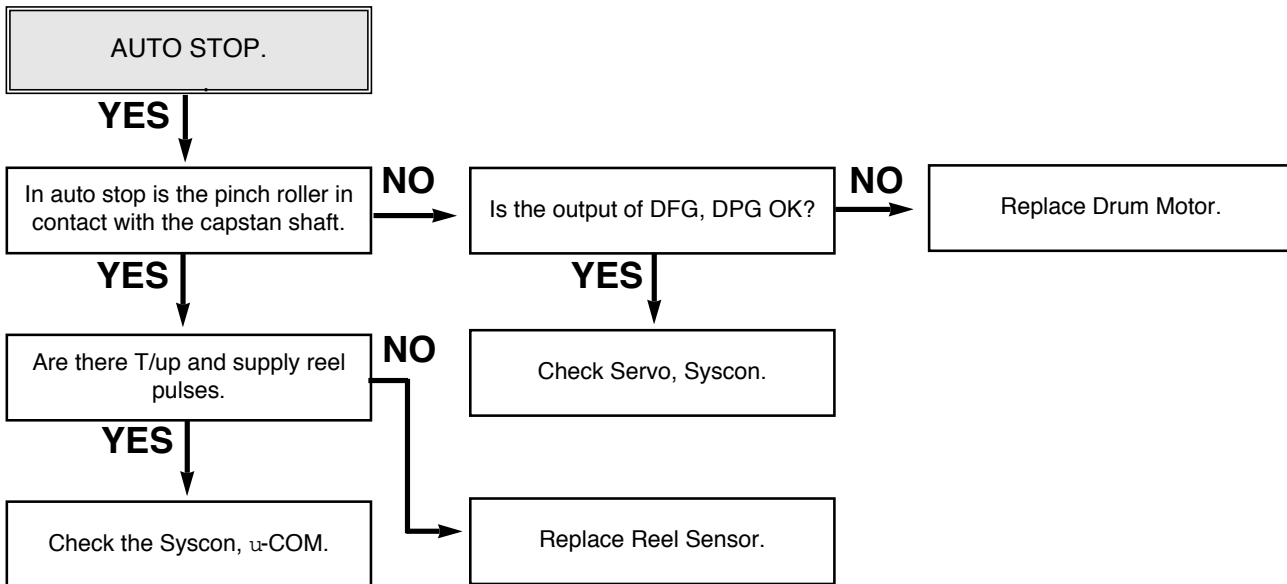 AUTO STOP.
YES
In auto stop is the pinch roller in
contact with the capstan shaft.
NO
Is the output of DFG, DPG OK?
NO
Replace Drum Motor.
YES
YES
Are there T/up and supply reel
pulses.
NO
Check Servo, Syscon.
YES
Check the Syscon, u-COM.
Replace Reel Sensor.